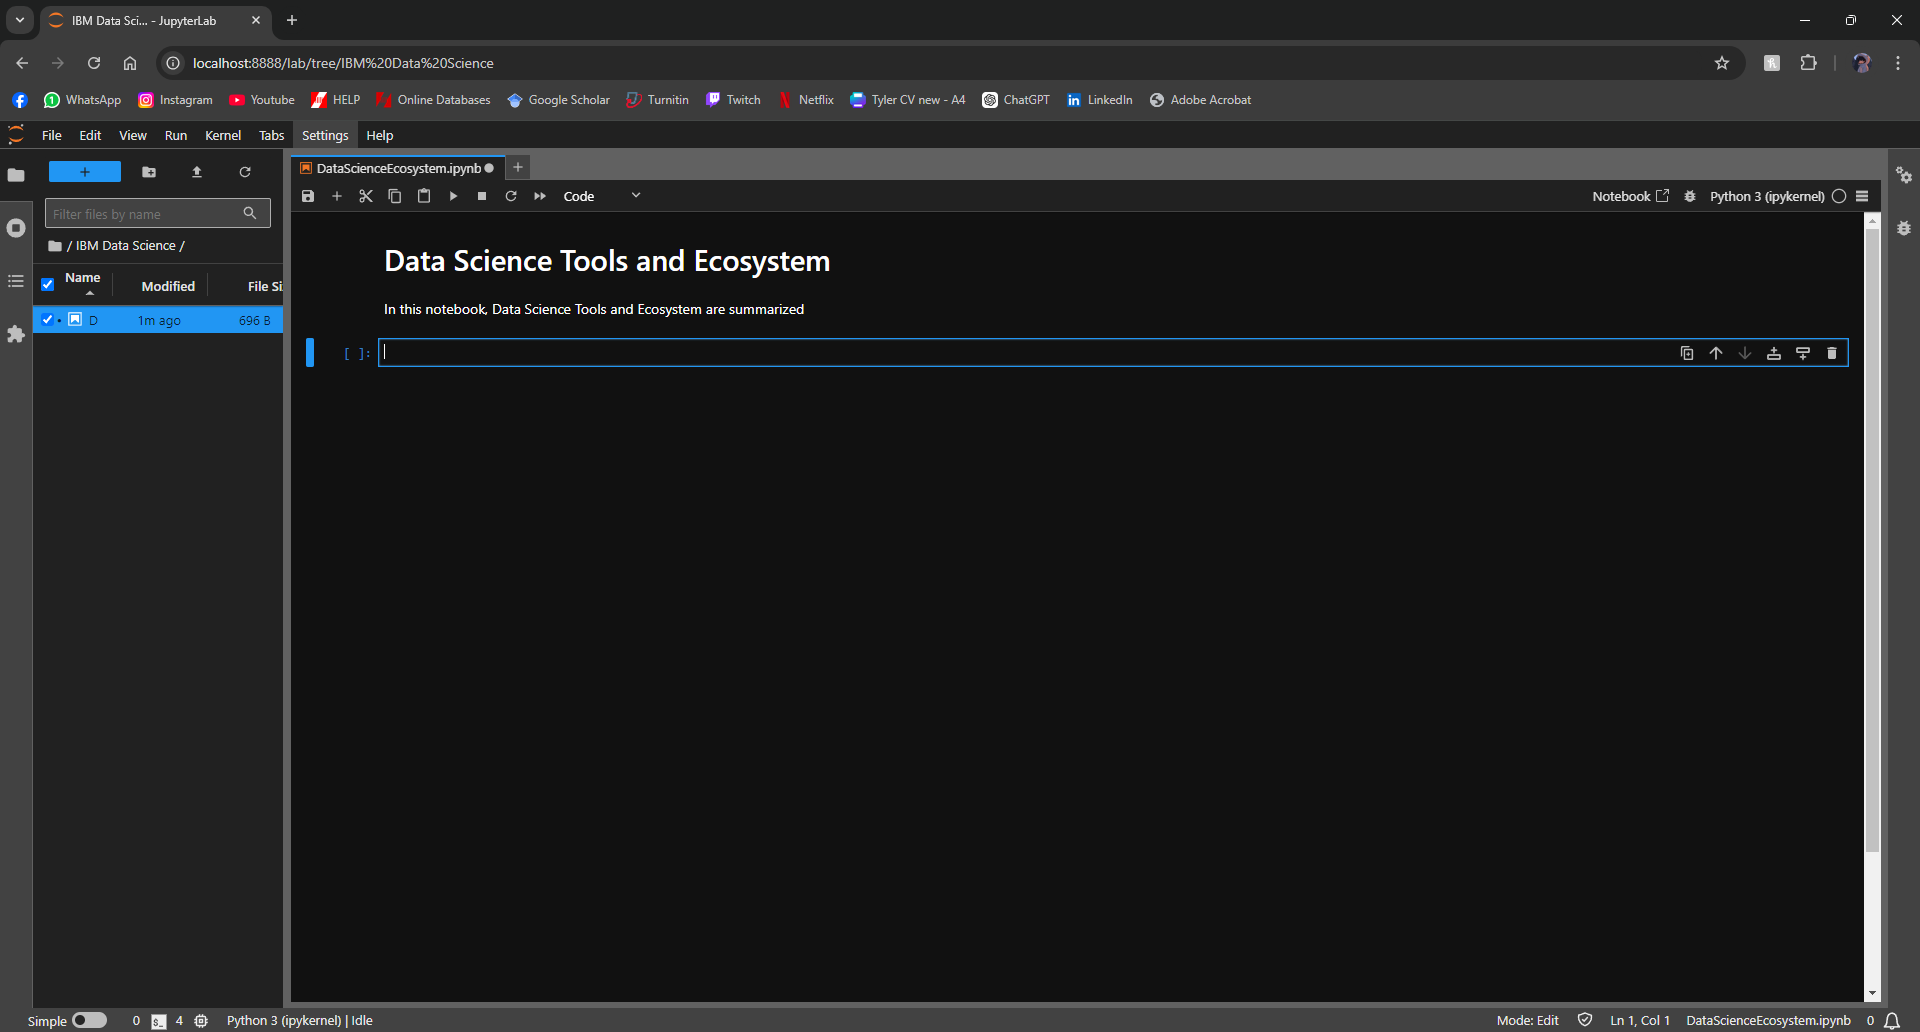 IBM Data Sci... - JupyterLab
localhost:8888/lab/tree/IBM%20Data%20Science
WhatsApp Instagram Youtube HELP Online Databases Google Scholar Turnitin Twitch Netflix Tyler CV new - A4 ChatGPT LinkedIn Adobe Acrobat
File Edit View Run Kernel Tabs Settings Help
DataScienceEcosystem.ipynb
Code
Notebook Python 3 (ipykernel)
Filter files by name
/ IBM Data Science /
Name Modified File Si
D 1m ago 696 B
Data Science Tools and Ecosystem
In this notebook, Data Science Tools and Ecosystem are summarized
[ ]:
Simple 0 $_ 4 Python 3 (ipykernel) | Idle
Mode: Edit Ln 1, Col 1 DataScienceEcosystem.ipynb 0